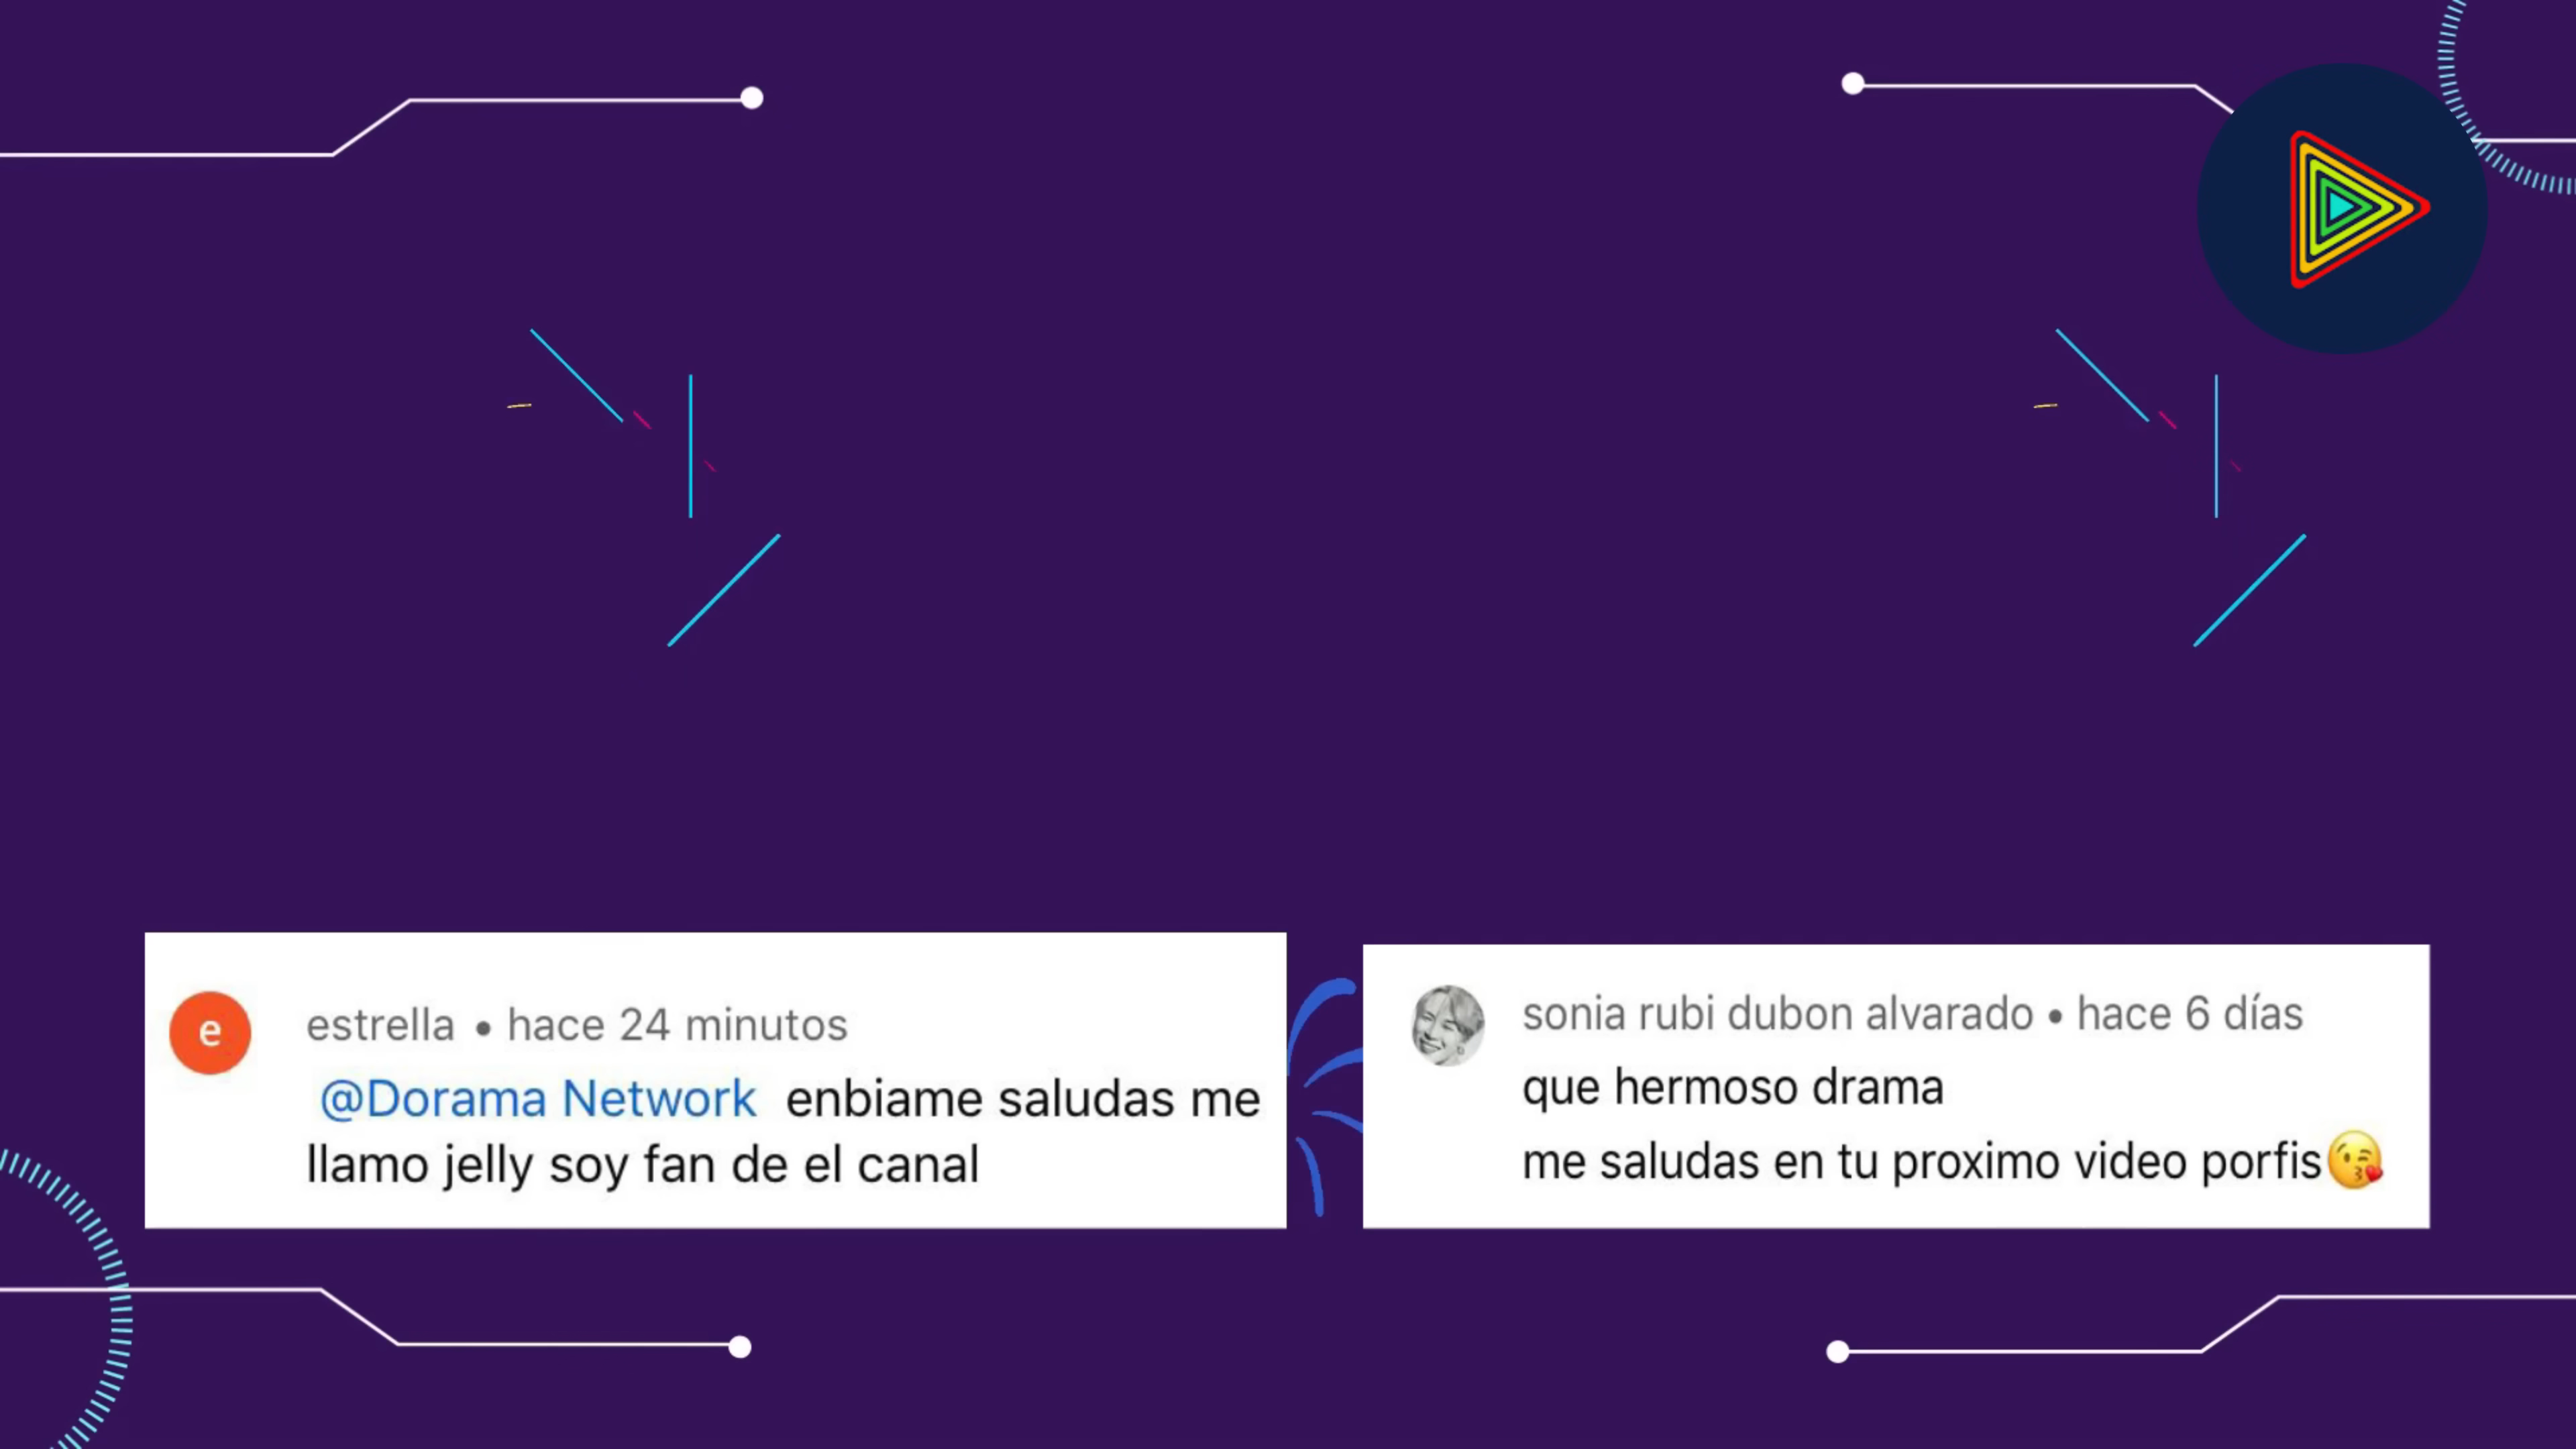 e
estrella • hace 24 minutos
@Dorama Network enbiame saludas me
llamo jelly soy fan de el canal
sonia rubi dubon alvarado • hace 6 días
que hermoso drama
me saludas en tu proximo video porfis😘